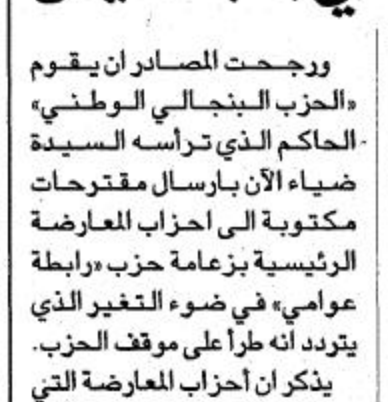 ورجحت المصادر ان يقوم
«الحزب البنجالي الوطني»
الحاكم الذي ترأسه السيدة
ضياء الآن بارسال مقترحات
مكتوبة الى احزاب المعارضة
الرئيسية بزعامة حزب «رابطة
عوامي» في ضوء التغير الذي
يتردد انه طرأ على موقف الحزب.
يذكر ان أحزاب المعارضة التي